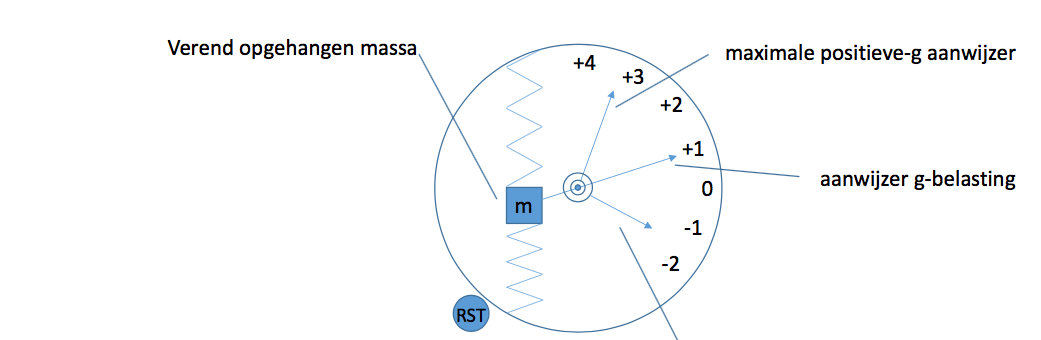 Verend opgehangen massa
maximale positieve-g aanwijzer
+4
+3
+2
+1
aanwijzer g-belasting
0
m
-1
-2
RST